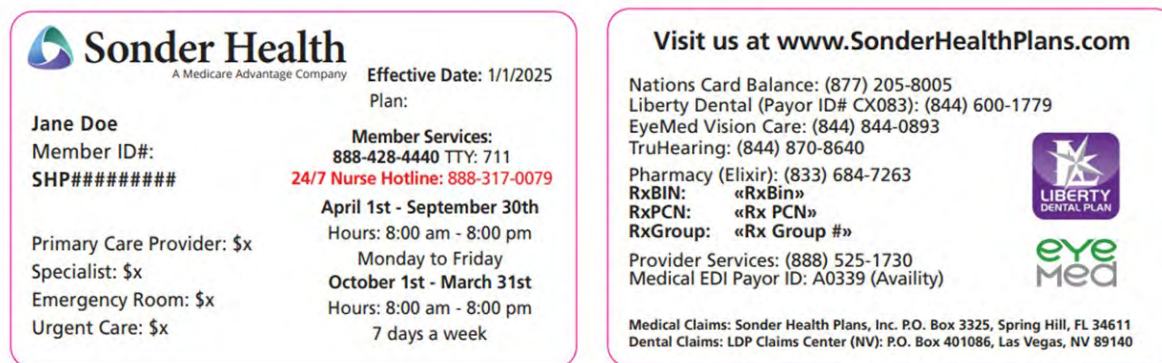 Sonder Health
A Medicare Advantage Company
Effective Date: 1/1/2025
Plan:
Jane Doe
Member ID#:
SHP#########
Member Services:
888-428-4440 TTY: 711
24/7 Nurse Hotline: 888-317-0079
April 1st - September 30th
Hours: 8:00 am - 8:00 pm
Monday to Friday
October 1st - March 31st
Hours: 8:00 am - 8:00 pm
7 days a week
Primary Care Provider: $x
Specialist: $x
Emergency Room: $x
Urgent Care: $x
Visit us at www.SonderHealthPlans.com
Nations Card Balance: (877) 205-8005
Liberty Dental (Payor ID# CX083): (844) 600-1779
EyeMed Vision Care: (844) 844-0893
TruHearing: (844) 870-8640
Pharmacy (Elixir): (833) 684-7263
RxBIN: «RxBin»
RxPCN: «Rx PCN»
RxGroup: «Rx Group #»
Provider Services: (888) 525-1730
Medical EDI Payor ID: A0339 (Availity)
L
LIBERTY
DENTAL PLAN
eye
med
Medical Claims: Sonder Health Plans, Inc. P.O. Box 3325, Spring Hill, FL 34611
Dental Claims: LDP Claims Center (NV): P.O. Box 401086, Las Vegas, NV 89140